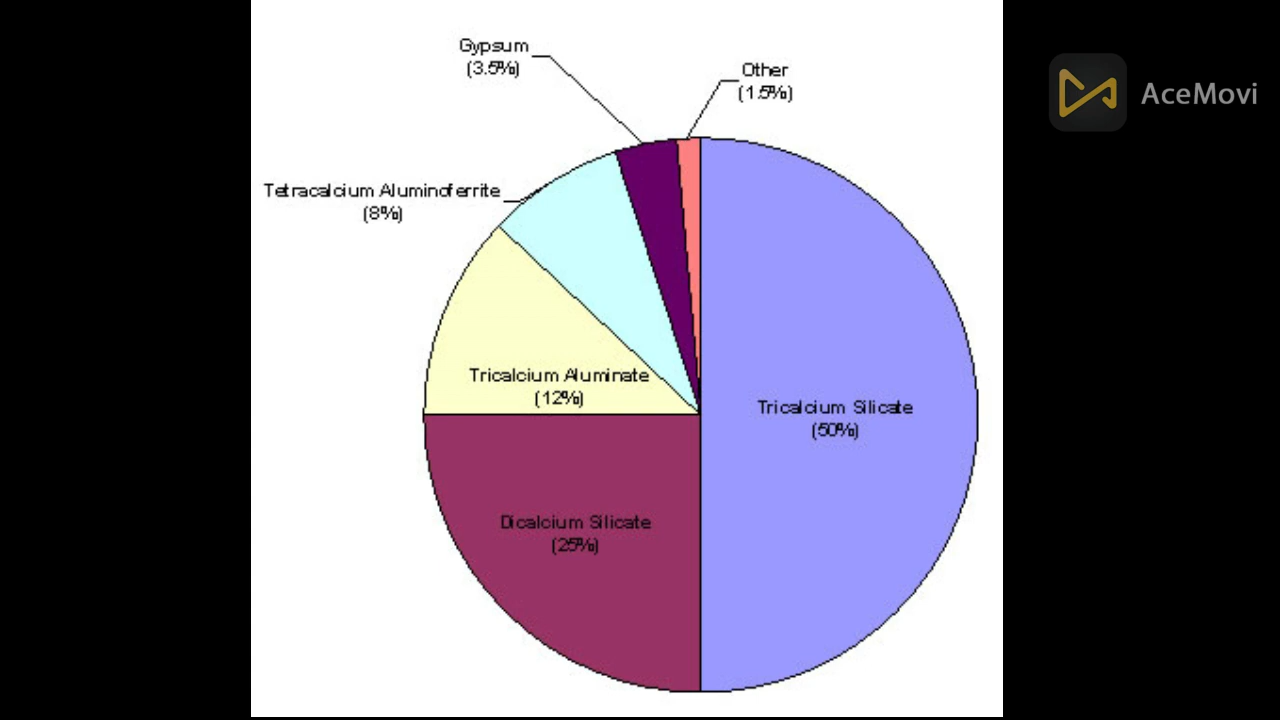 Gypsum
(3.5%)
Other
(1.5%)
AceMovi
Tetracalcium Aluminoferrite
(8%)
Tricalcium Aluminate
(12%)
Tricalcium Silicate
(50%)
Dicalcium Silicate
(25%)